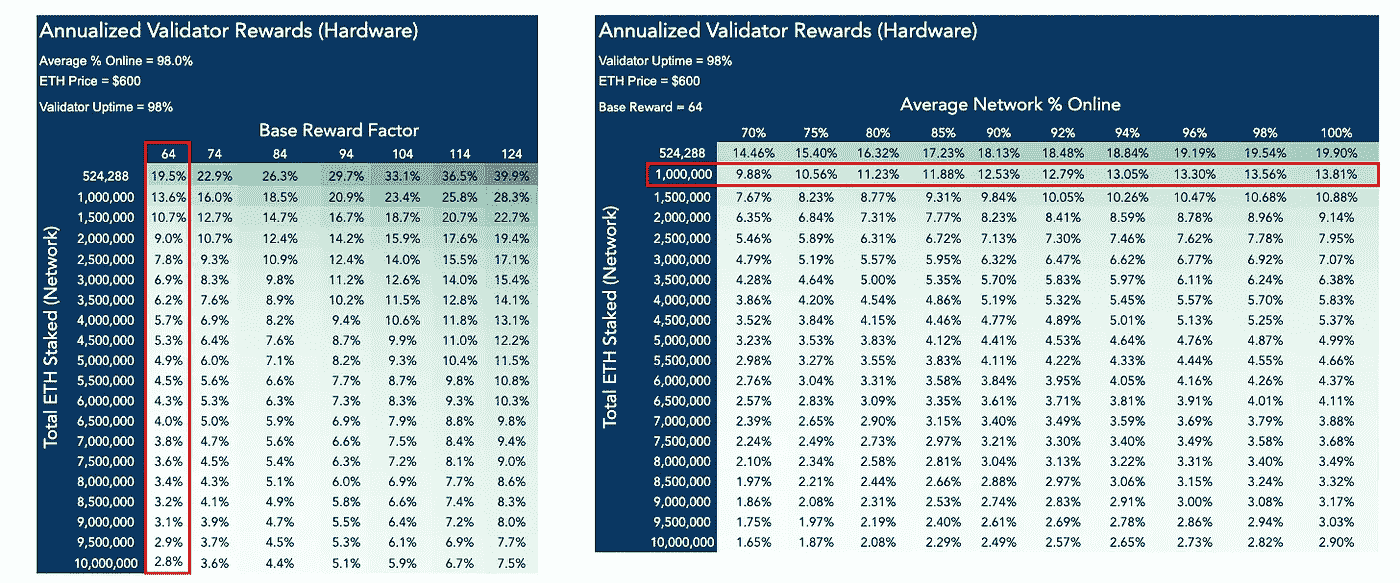 Annualized Validator Rewards (Hardware)
Average % Online = 98.0%
ETH Price = $600
Validator Uptime = 98%
Base Reward Factor
64 74 84 94 104 114 124
Total ETH Staked (Network)
524,288 19.5% 22.9% 26.3% 29.7% 33.1% 36.5% 39.9%
1,000,000 13.6% 16.0% 18.5% 20.9% 23.4% 25.8% 28.3%
1,500,000 10.7% 12.7% 14.7% 16.7% 18.7% 20.7% 22.7%
2,000,000 9.0% 10.7% 12.4% 14.2% 15.9% 17.6% 19.4%
2,500,000 7.8% 9.3% 10.9% 12.4% 14.0% 15.5% 17.1%
3,000,000 6.9% 8.3% 9.8% 11.2% 12.6% 14.0% 15.4%
3,500,000 6.2% 7.6% 8.9% 10.2% 11.5% 12.8% 14.1%
4,000,000 5.7% 6.9% 8.2% 9.4% 10.6% 11.8% 13.1%
4,500,000 5.3% 6.4% 7.6% 8.7% 9.9% 11.0% 12.2%
5,000,000 4.9% 6.0% 7.1% 8.2% 9.3% 10.4% 11.5%
5,500,000 4.5% 5.6% 6.6% 7.7% 8.7% 9.8% 10.8%
6,000,000 4.3% 5.3% 6.3% 7.3% 8.3% 9.3% 10.3%
6,500,000 4.0% 5.0% 5.9% 6.9% 7.9% 8.8% 9.8%
7,000,000 3.8% 4.7% 5.6% 6.6% 7.5% 8.4% 9.4%
7,500,000 3.6% 4.5% 5.4% 6.3% 7.2% 8.1% 9.0%
8,000,000 3.4% 4.3% 5.1% 6.0% 6.9% 7.7% 8.6%
8,500,000 3.2% 4.1% 4.9% 5.8% 6.6% 7.4% 8.3%
9,000,000 3.1% 3.9% 4.7% 5.5% 6.4% 7.2% 8.0%
9,500,000 2.9% 3.7% 4.5% 5.3% 6.1% 6.9% 7.7%
10,000,000 2.8% 3.6% 4.4% 5.1% 5.9% 6.7% 7.5%
Annualized Validator Rewards (Hardware)
Validator Uptime = 98%
ETH Price = $600
Base Reward = 64
Average Network % Online
70% 75% 80% 85% 90% 92% 94% 96% 98% 100%
Total ETH Staked (Network)
524,288 14.46% 15.40% 16.32% 17.23% 18.13% 18.48% 18.84% 19.19% 19.54% 19.90%
1,000,000 9.88% 10.56% 11.23% 11.88% 12.53% 12.79% 13.05% 13.30% 13.56% 13.81%
1,500,000 7.67% 8.23% 8.77% 9.31% 9.84% 10.05% 10.26% 10.47% 10.68% 10.88%
2,000,000 6.35% 6.84% 7.31% 7.77% 8.23% 8.41% 8.59% 8.78% 8.96% 9.14%
2,500,000 5.46% 5.89% 6.31% 6.72% 7.13% 7.30% 7.46% 7.62% 7.78% 7.95%
3,000,000 4.79% 5.19% 5.57% 5.95% 6.32% 6.47% 6.62% 6.77% 6.92% 7.07%
3,500,000 4.28% 4.64% 5.00% 5.35% 5.70% 5.83% 5.97% 6.11% 6.24% 6.38%
4,000,000 3.86% 4.20% 4.54% 4.86% 5.19% 5.32% 5.45% 5.57% 5.70% 5.83%
4,500,000 3.52% 3.84% 4.15% 4.46% 4.77% 4.89% 5.01% 5.13% 5.25% 5.37%
5,000,000 3.23% 3.53% 3.83% 4.12% 4.41% 4.53% 4.64% 4.76% 4.87% 4.99%
5,500,000 2.98% 3.27% 3.55% 3.83% 4.11% 4.22% 4.33% 4.44% 4.55% 4.66%
6,000,000 2.76% 3.04% 3.31% 3.58% 3.84% 3.95% 4.05% 4.16% 4.26% 4.37%
6,500,000 2.57% 2.83% 3.09% 3.35% 3.61% 3.71% 3.81% 3.91% 4.01% 4.11%
7,000,000 2.39% 2.65% 2.90% 3.15% 3.40% 3.49% 3.59% 3.69% 3.79% 3.88%
7,500,000 2.24% 2.49% 2.73% 2.97% 3.21% 3.30% 3.40% 3.49% 3.58% 3.68%
8,000,000 2.10% 2.34% 2.58% 2.81% 3.04% 3.13% 3.22% 3.31% 3.40% 3.49%
8,500,000 1.97% 2.21% 2.44% 2.66% 2.88% 2.97% 3.06% 3.15% 3.24% 3.32%
9,000,000 1.86% 2.08% 2.31% 2.53% 2.74% 2.83% 2.91% 3.00% 3.08% 3.17%
9,500,000 1.75% 1.97% 2.19% 2.40% 2.61% 2.69% 2.78% 2.86% 2.94% 3.03%
10,000,000 1.65% 1.87% 2.08% 2.29% 2.49% 2.57% 2.65% 2.73% 2.82% 2.90%